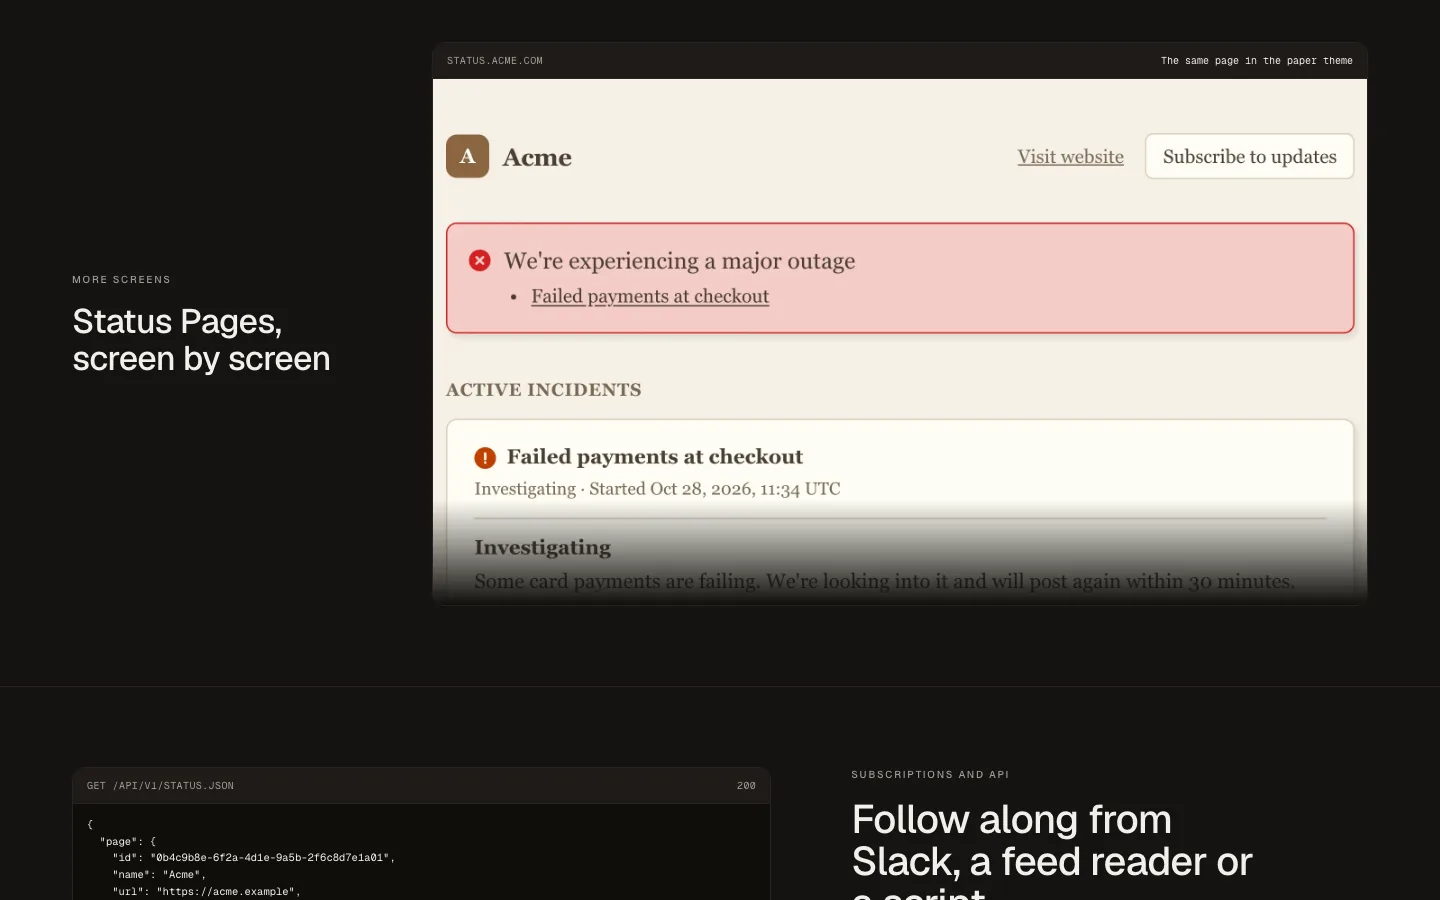 STATUS.ACME.COM
The same page in the paper theme
A
Acme
Visit website
Subscribe to updates
We're experiencing a major outage
• Failed payments at checkout
MORE SCREENS
Status Pages,
screen by screen
ACTIVE INCIDENTS
Failed payments at checkout
Investigating · Started Oct 28, 2026, 11:34 UTC
Investigating
Some card payments are failing. We're looking into it and will post again within 30 minutes.
GET /API/V1/STATUS.JSON
200
{
"page": {
"id": "0b4c9b8e-6f2a-4d1e-9a5b-2f6c8d7e1a01",
"name": "Acme",
"url": "https://acme.example",
SUBSCRIPTIONS AND API
Follow along from
Slack, a feed reader or
a script